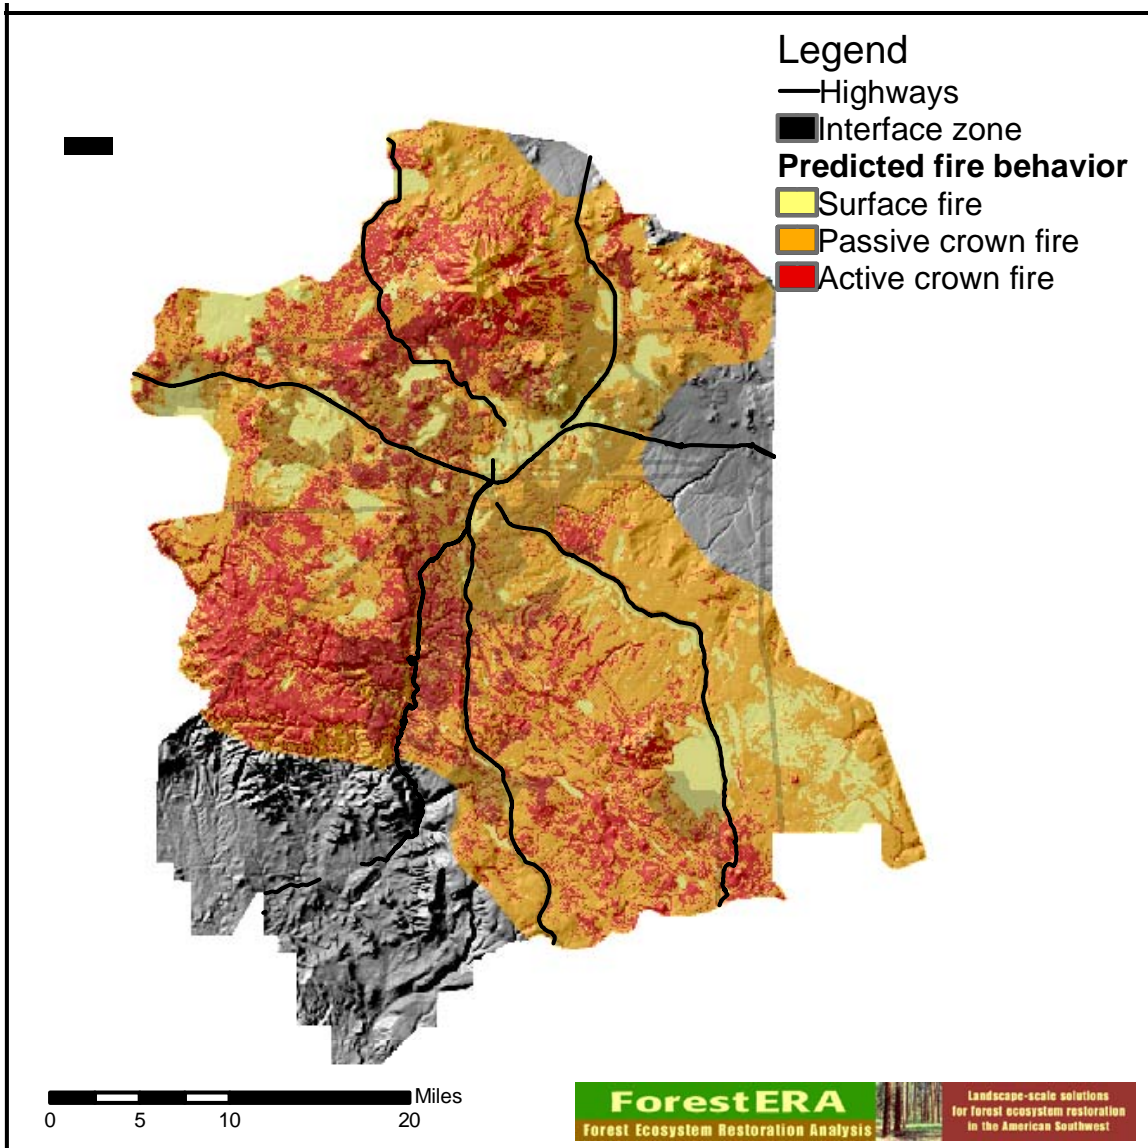 Legend
Highways
Interface zone
Predicted fire behavior
Surface fire
Passive crown fire
Active crown fire
Miles
0 5 10 20
ForestERA
Forest Ecosystem Restoration Analysis
Landscape-scale solutions
for forest ecosystem restoration
in the American Southwest